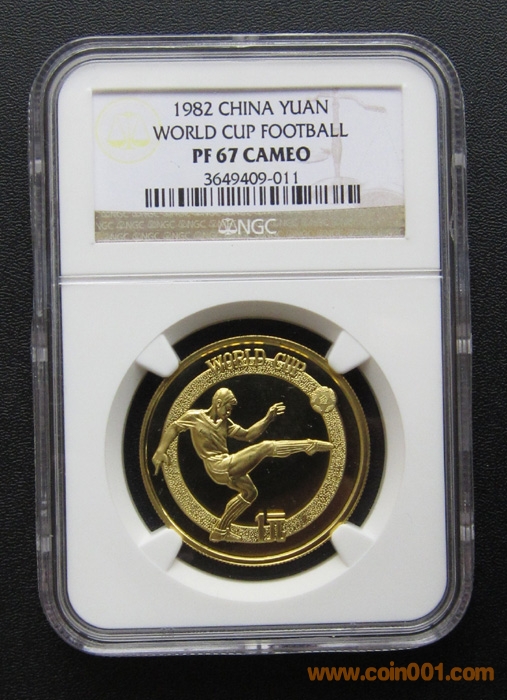 1982 CHINA YUAN
WORLD CUP FOOTBALL
PF 67 CAMEO
3649409-011
NGC
WORLD CUP
1元
www.coin001.com